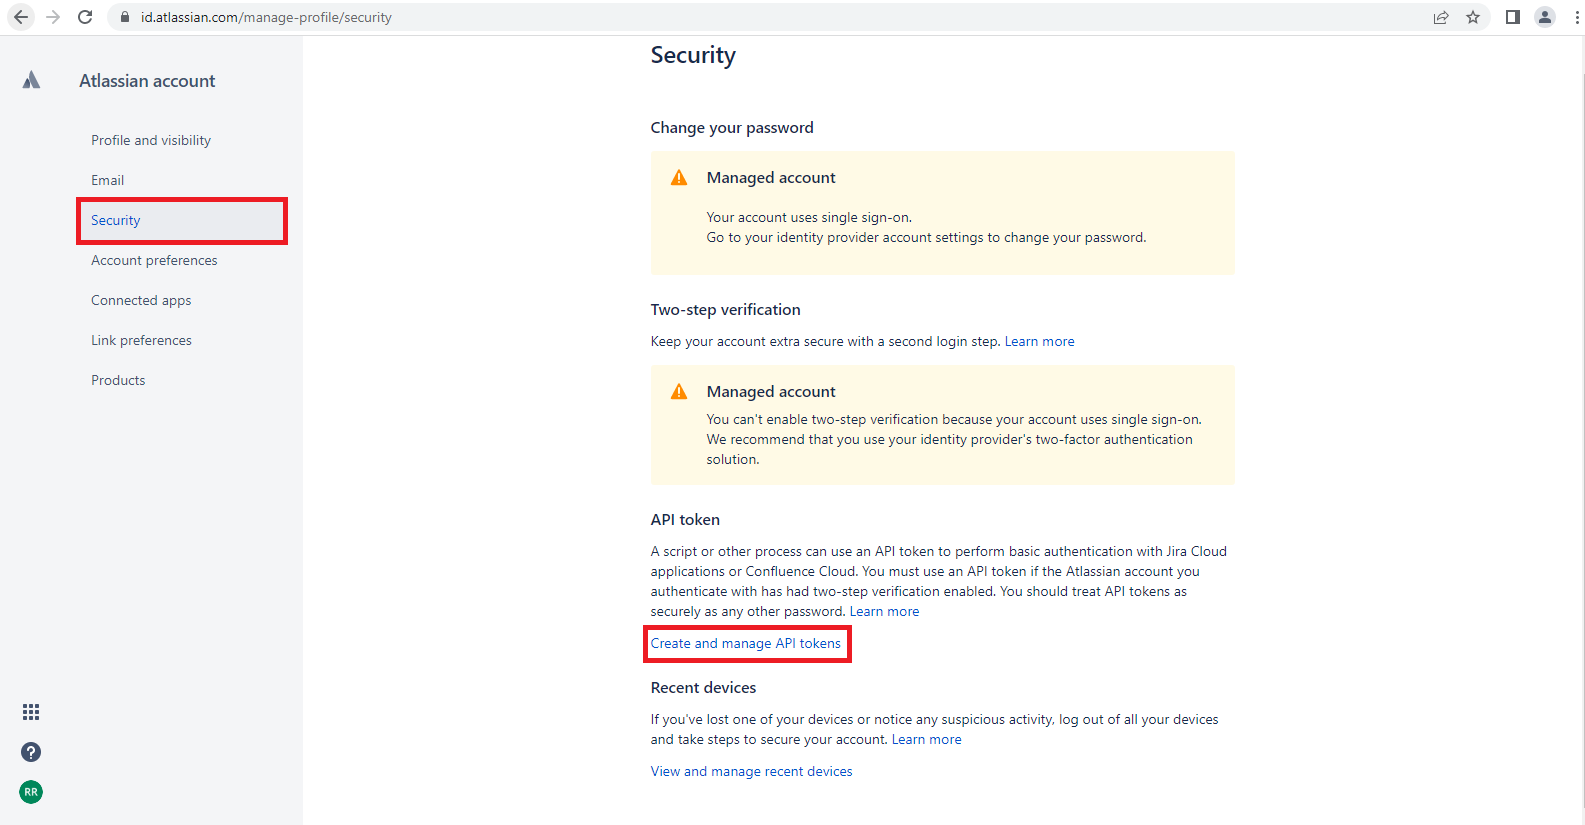 id.atlassian.com/manage-profile/security
Atlassian account
Profile and visibility
Email
Security
Account preferences
Connected apps
Link preferences
Products
?
RR
Security
Change your password
Managed account
Your account uses single sign-on.
Go to your identity provider account settings to change your password.
Two-step verification
Keep your account extra secure with a second login step. Learn more
Managed account
You can't enable two-step verification because your account uses single sign-on.
We recommend that you use your identity provider's two-factor authentication
solution.
API token
A script or other process can use an API token to perform basic authentication with Jira Cloud
applications or Confluence Cloud. You must use an API token if the Atlassian account you
authenticate with has had two-step verification enabled. You should treat API tokens as
securely as any other password. Learn more
Create and manage API tokens
Recent devices
If you've lost one of your devices or notice any suspicious activity, log out of all your devices
and take steps to secure your account. Learn more
View and manage recent devices